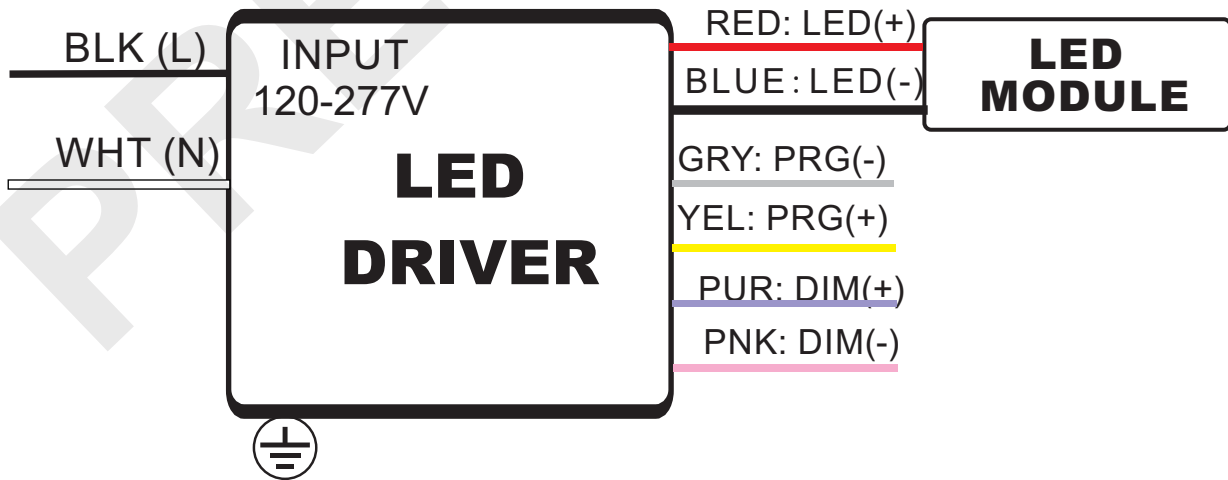 BLK (L)
WHT (N)
INPUT
120-277V
LED
DRIVER
RED: LED(+)
BLUE: LED(-)
GRY: PRG(-)
YEL: PRG(+)
PUR: DIM(+)
PNK: DIM(-)
LED
MODULE
PRE